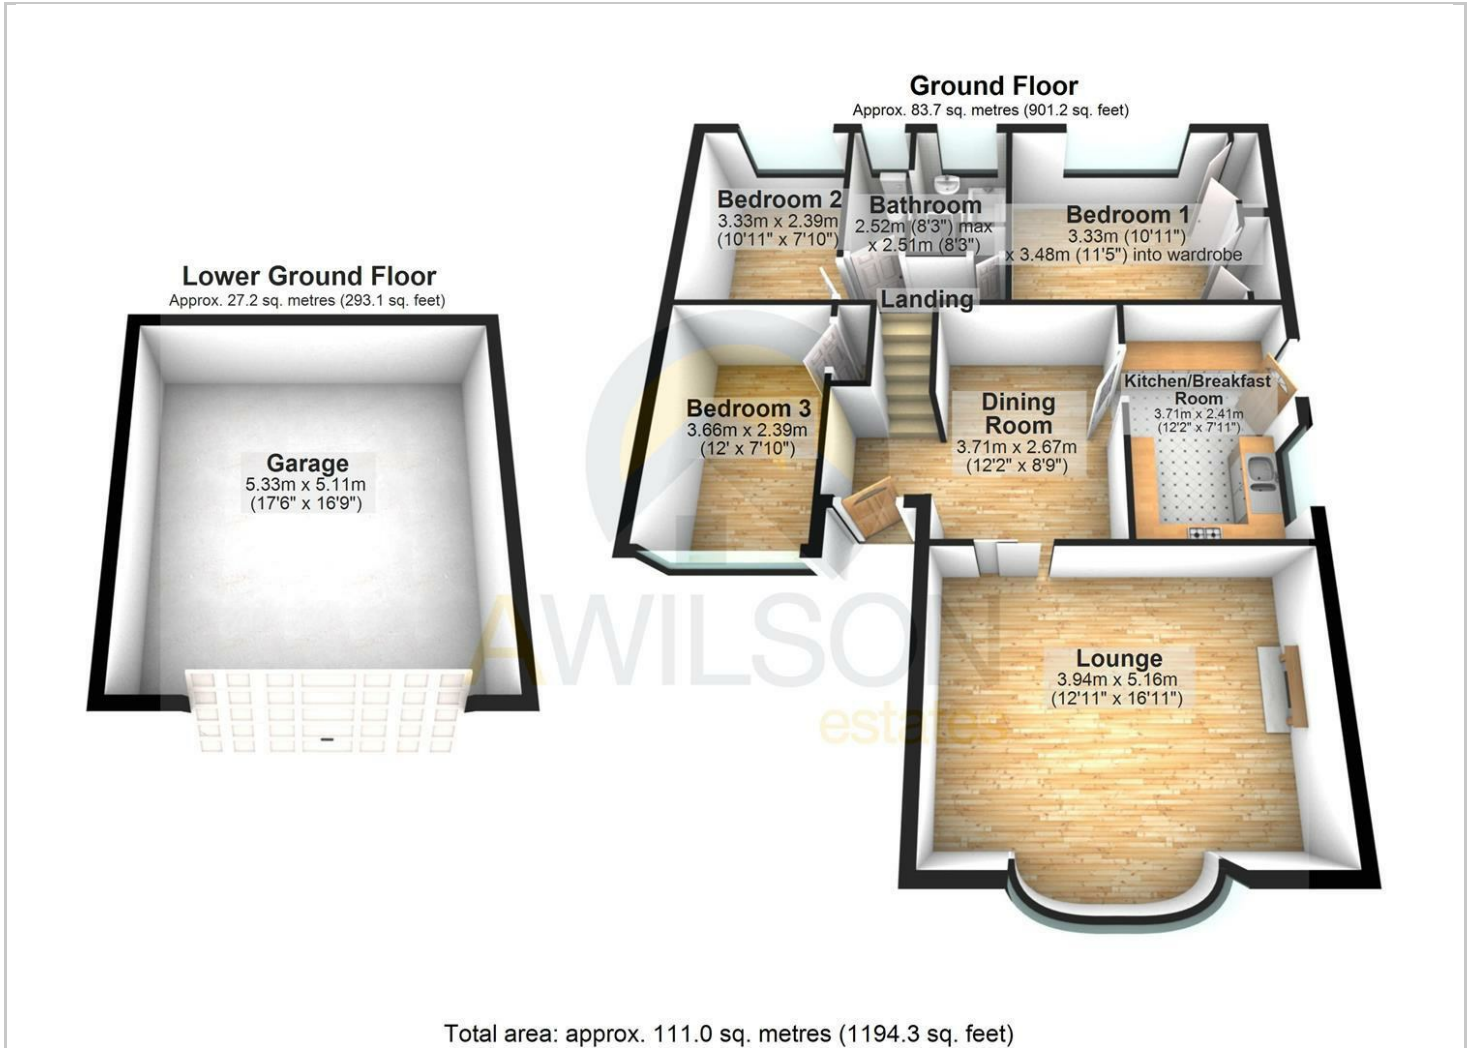 Ground Floor
Approx. 83.7 sq. metres (901.2 sq. feet)
Bedroom 2
3.33m x 2.39m
(10'11" x 7'10")
Bathroom
2.52m (8'3") max
x 2.51m (8'3")
Bedroom 1
3.33m (10'11")
x 3.48m (11'5") into wardrobe
Landing
Lower Ground Floor
Approx. 27.2 sq. metres (293.1 sq. feet)
Garage
5.33m x 5.11m
(17'6" x 16'9")
Bedroom 3
3.66m x 2.39m
(12' x 7'10")
Dining
Room
3.71m x 2.67m
(12'2" x 8'9")
Kitchen/Breakfast
Room
3.71m x 2.41m
(12'2" x 7'11")
Lounge
3.94m x 5.16m
(12'11" x 16'11")
AWILSON
estates
Total area: approx. 111.0 sq. metres (1194.3 sq. feet)